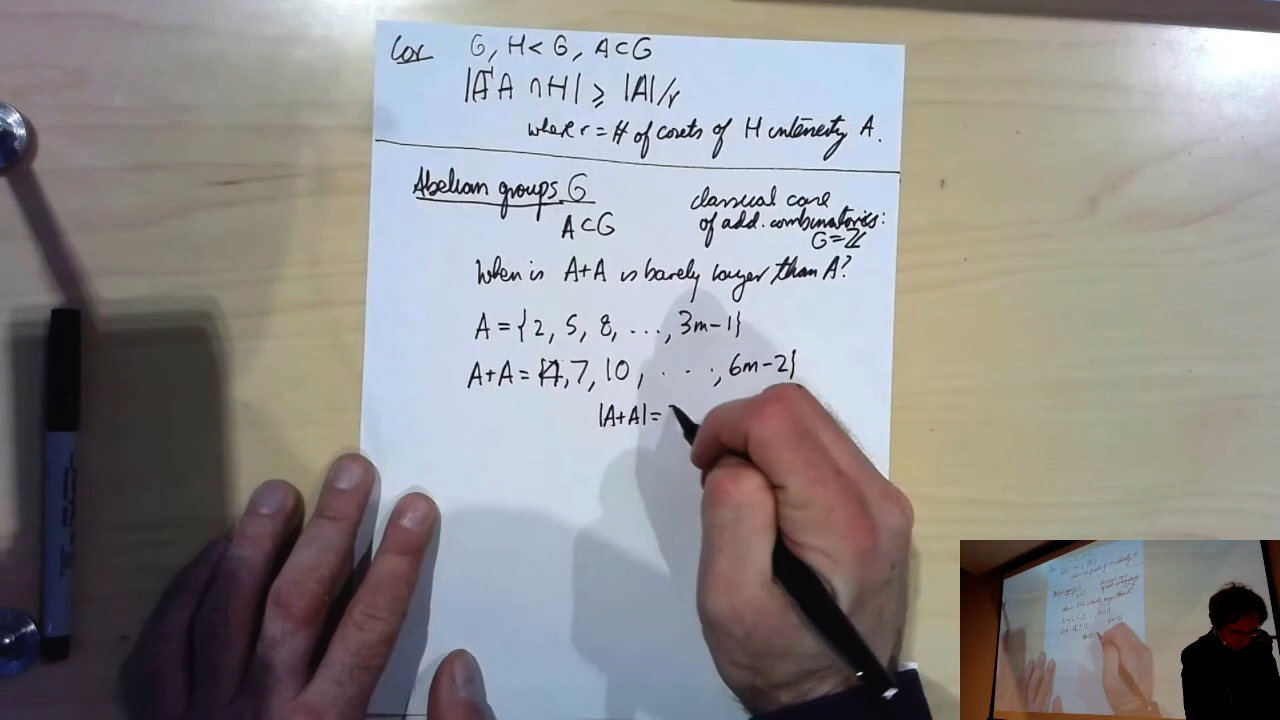 Cor G, H < G, A ⊂ G
|A⁻¹A ∩ H| ⩾ |A|/r
where r = # of cosets of H intersecting A.
Abelian groups G
A ⊂ G
classical case
of add. combinatorics:
G = ℤ
When is A+A is barely larger than A?
A = {2, 5, 8, ..., 3m-1}
A+A = {4, 7, 10, ..., 6m-2}
|A+A| =